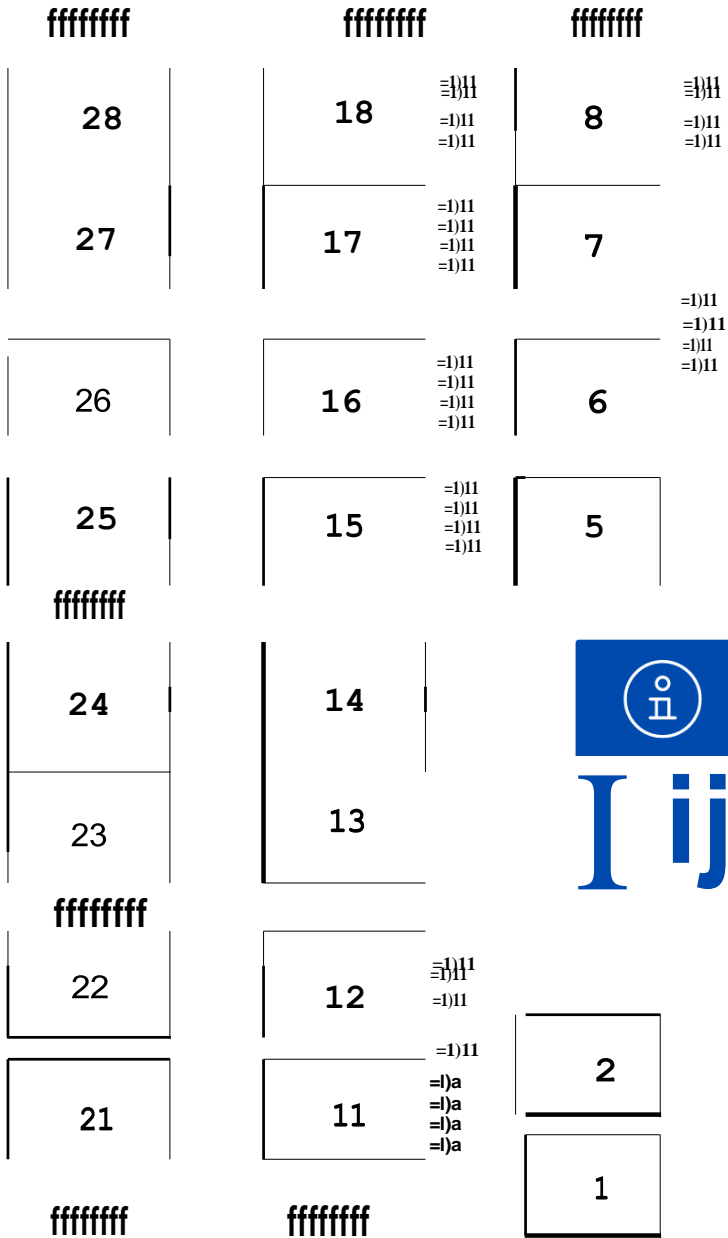 ffffffff ffffffff ffffffff
28 18 =1)11 8 =1)11
=1)11 =1)11
=1)11 =1)11
=1)11 =1)11
27 17 =1)11 7
=1)11
=1)11
=1)11
=1)11
=1)11
=1)11
=1)11
26 16 =1)11 6
=1)11
=1)11
=1)11
25 15 =1)11 5
=1)11
=1)11
=1)11
ffffffff
24 14
23 13
I ij
ffffffff
22 12 =1)11
=1)11
=1)11
=1)11
2
21 11 =l)a
=l)a
=l)a
=l)a
1
ffffffff ffffffff